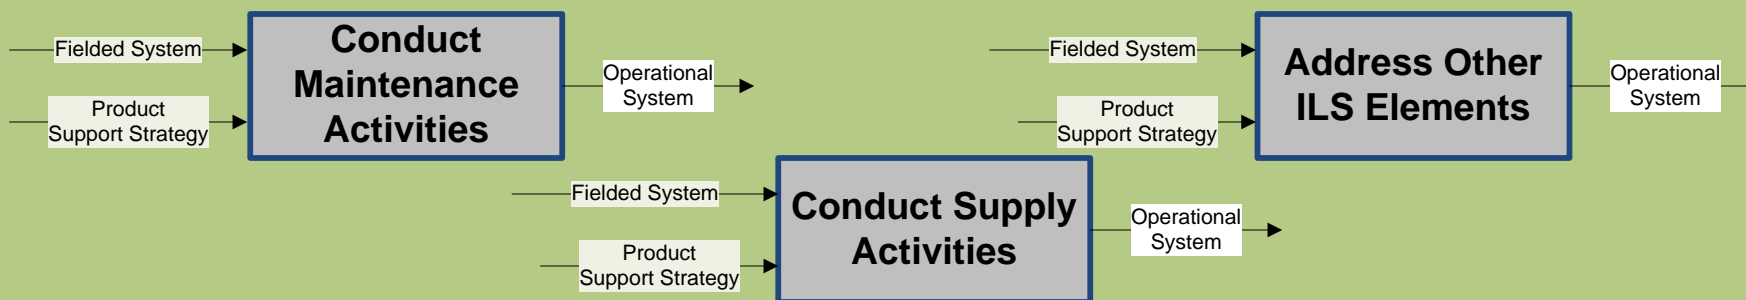 Fielded System
Product
Support Strategy
Conduct
Maintenance
Activities
Operational
System
Fielded System
Product
Support Strategy
Conduct Supply
Activities
Operational
System
Fielded System
Product
Support Strategy
Address Other
ILS Elements
Operational
System